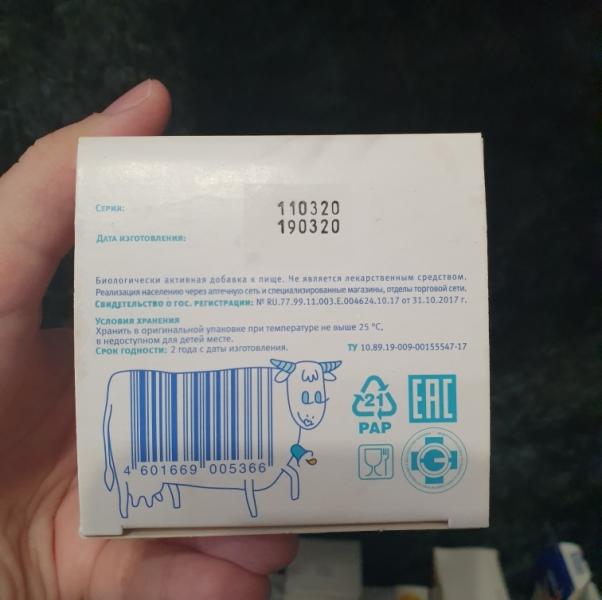 Серия:
110320
190320
Дата изготовления:
Биологически активная добавка к пище. Не является лекарственным средством.
Реализация населению через аптечную сеть и специализированные магазины, отделы торговой сети.
Свидетельство о гос. регистрации: № RU.77.99.11.003.Е.004624.10.17 от 31.10.2017 г.
Условия хранения
Хранить в оригинальной упаковке при температуре не выше 25 °С,
в недоступном для детей месте.
Срок годности: 2 года с даты изготовления. ТУ 10.89.19-009-00155547-17
21
PAP
EAC
4 601669 005366